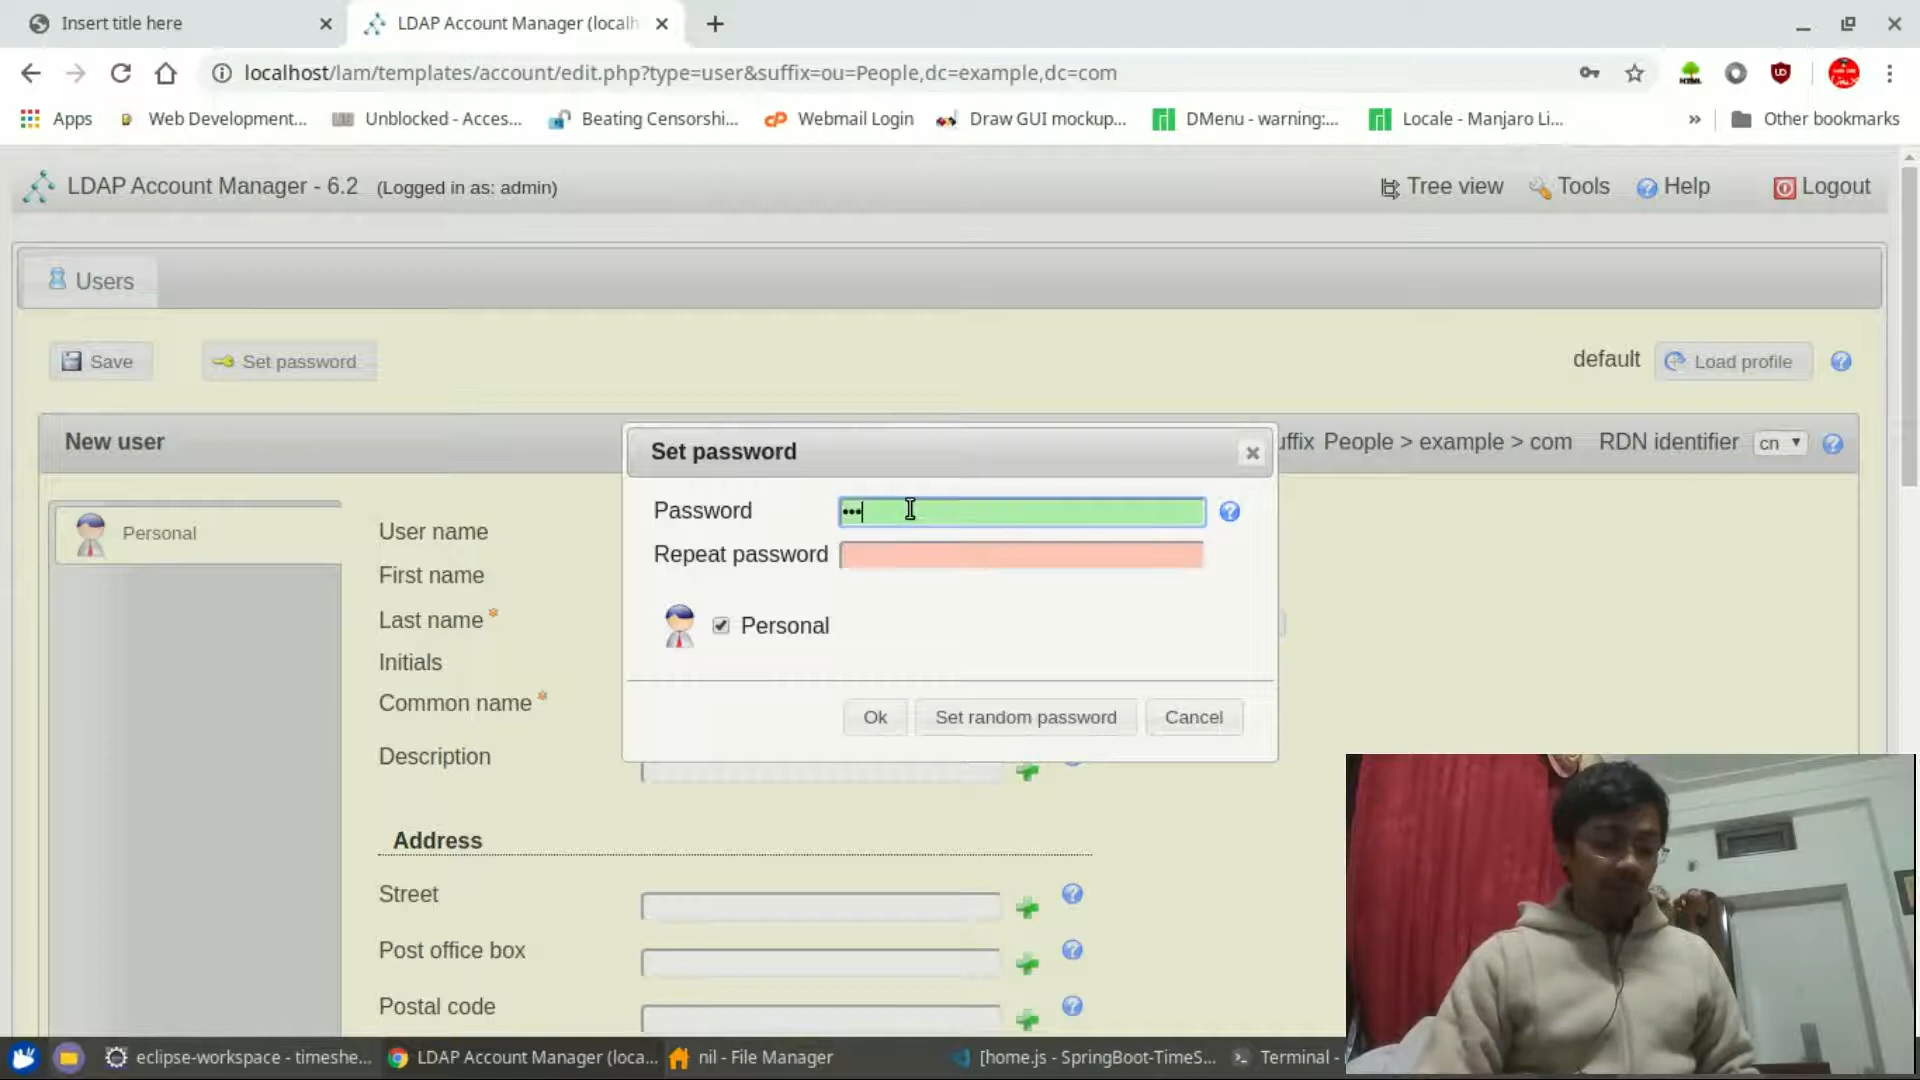 Insert title here
LDAP Account Manager (localh
localhost/lam/templates/account/edit.php?type=user&suffix=ou=People,dc=example,dc=com
Apps
Web Development...
Unblocked - Acces...
Beating Censorshi...
Webmail Login
Draw GUI mockup...
DMenu - warning:...
Locale - Manjaro Li...
»
Other bookmarks
LDAP Account Manager - 6.2 (Logged in as: admin)
Tree view
Tools
Help
Logout
Users
Save
Set password
default
Load profile
New user
uffix People > example > com
RDN identifier
cn
Set password
Password
•••
Repeat password
Personal
Ok
Set random password
Cancel
Personal
User name
First name
Last name *
Initials
Common name *
Description
Address
Street
Post office box
Postal code
eclipse-workspace - timeshe...
LDAP Account Manager (loca...
nil - File Manager
[home.js - SpringBoot-TimeS...
Terminal -